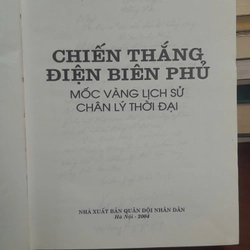 CHIẾN THẮNG
ĐIỆN BIÊN PHỦ
MỐC VÀNG LỊCH SỬ
CHÂN LÝ THỜI ĐẠI
NHÀ XUẤT BẢN QUÂN ĐỘI NHÂN DÂN
Hà Nội - 2004